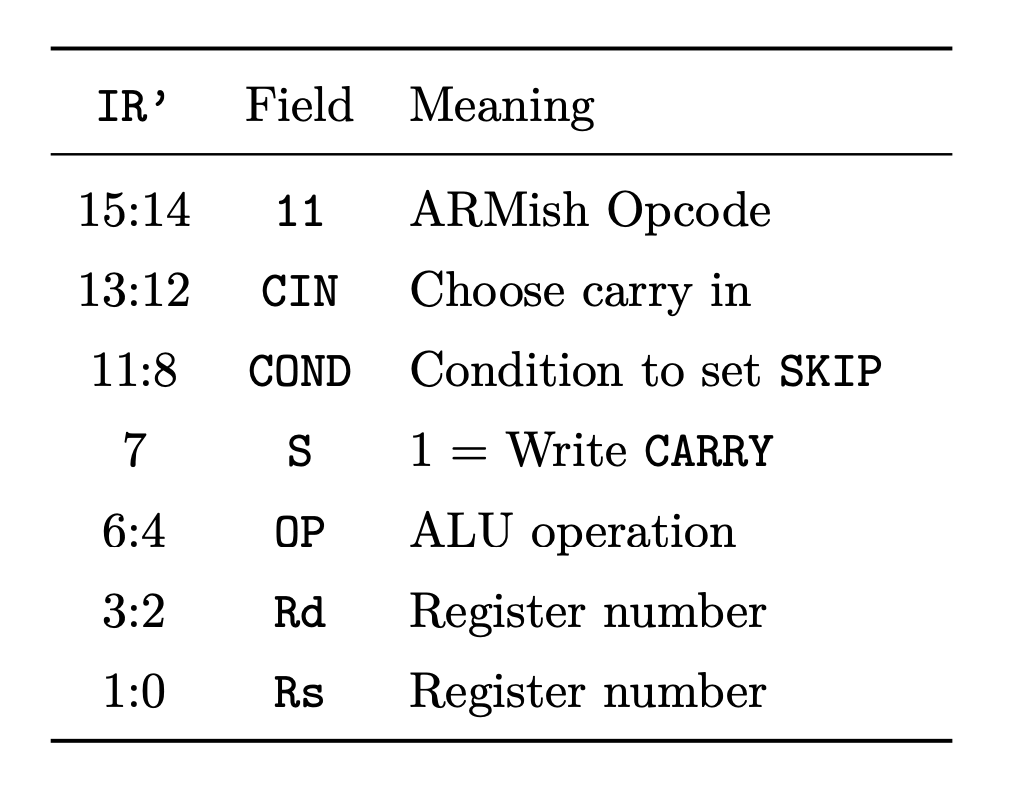 IR’ Field Meaning
15:14 11 ARMish Opcode
13:12 CIN Choose carry in
11:8 COND Condition to set SKIP
7 S 1 = Write CARRY
6:4 OP ALU operation
3:2 Rd Register number
1:0 Rs Register number